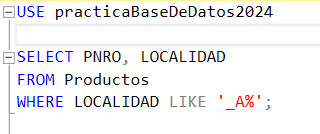 USE practicaBaseDeDatos2024
SELECT PNRO, LOCALIDAD
FROM Productos
WHERE LOCALIDAD LIKE '_A%';